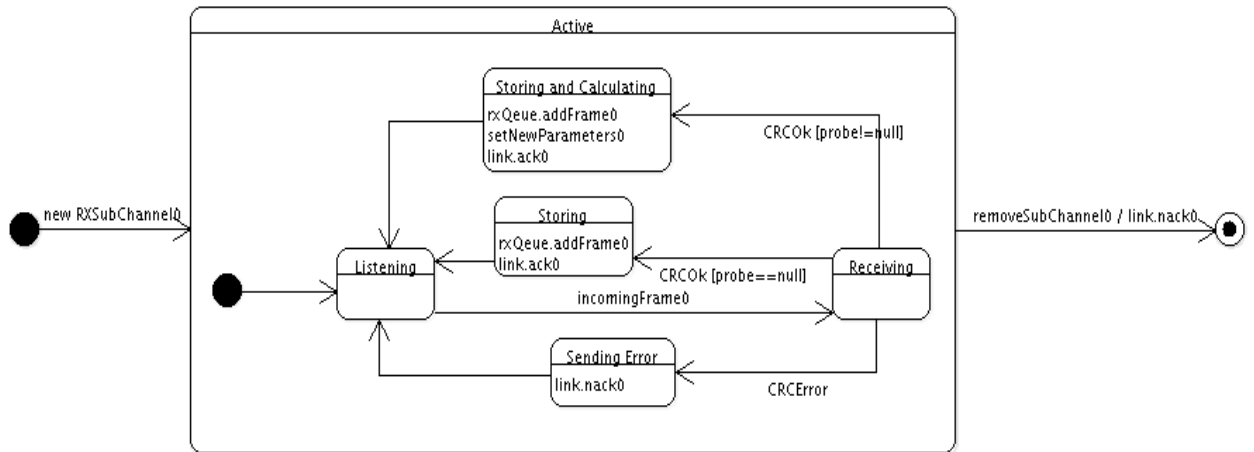 Active
Storing and Calculating
rxQeue.addFrame()
setNewParameters()
link.ack()
CRCOk [probe!=null]
new RXSubChannel()
Storing
rxQeue.addFrame()
link.ack()
removeSubChannel() / link.nack()
Listening
Receiving
CRCOk [probe==null]
incomingFrame()
Sending Error
link.nack()
CRCError